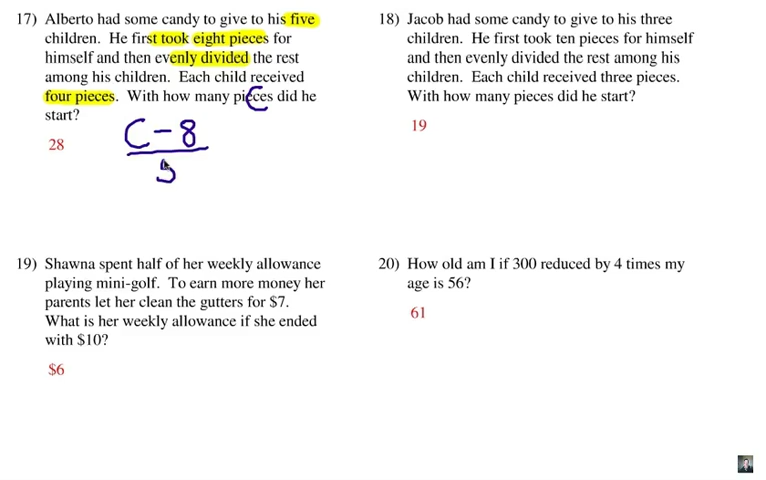 17) Alberto had some candy to give to his five
children. He first took eight pieces for
himself and then evenly divided the rest
among his children. Each child received
four pieces. With how many pieces did he
start?
28
C
C - 8
5
18) Jacob had some candy to give to his three
children. He first took ten pieces for himself
and then evenly divided the rest among his
children. Each child received three pieces.
With how many pieces did he start?
19
19) Shawna spent half of her weekly allowance
playing mini-golf. To earn more money her
parents let her clean the gutters for $7.
What is her weekly allowance if she ended
with $10?
$6
20) How old am I if 300 reduced by 4 times my
age is 56?
61